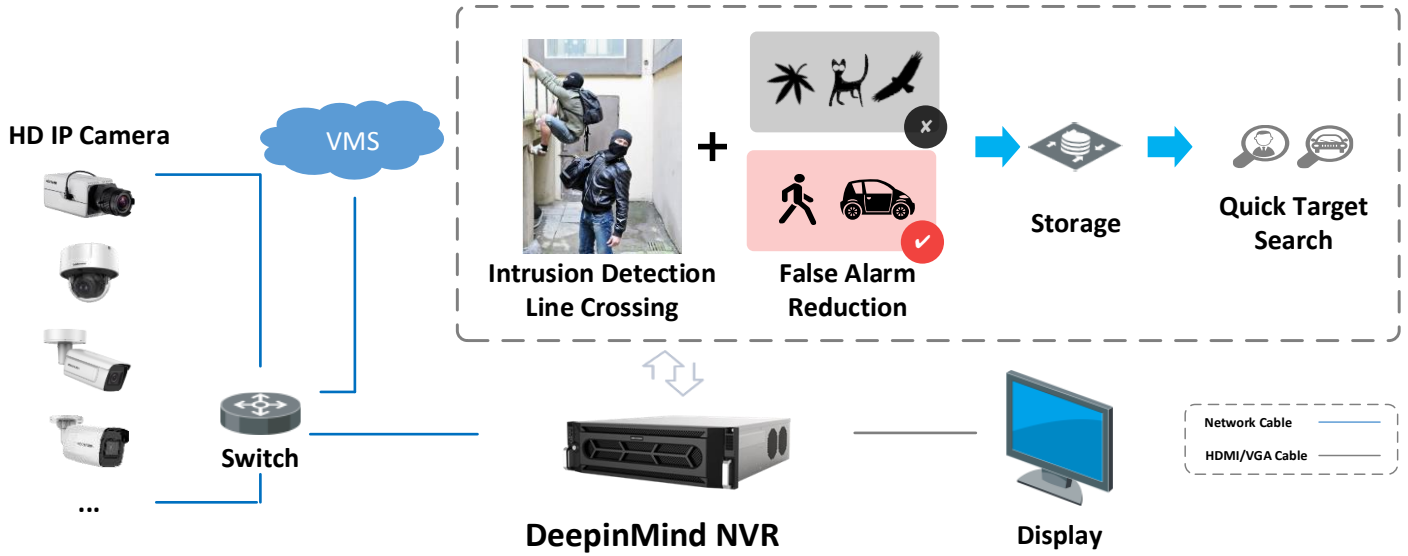 HD IP Camera
VMS
Intrusion Detection
Line Crossing
False Alarm
Reduction
Storage
Quick Target
Search
Switch
...
DeepinMind NVR
Display
Network Cable
HDMI/VGA Cable